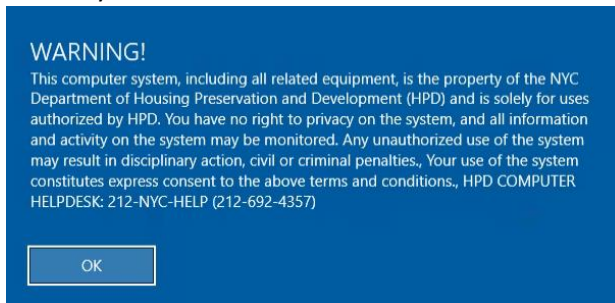 WARNING!
This computer system, including all related equipment, is the property of the NYC
Department of Housing Preservation and Development (HPD) and is solely for uses
authorized by HPD. You have no right to privacy on the system, and all information
and activity on the system may be monitored. Any unauthorized use of the system
may result in disciplinary action, civil or criminal penalties., Your use of the system
constitutes express consent to the above terms and conditions., HPD COMPUTER
HELPDESK: 212-NYC-HELP (212-692-4357)
OK